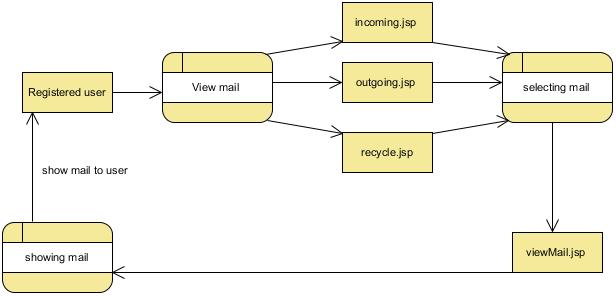 incoming.jsp
Registered user
View mail
outgoing.jsp
selecting mail
recycle.jsp
show mail to user
showing mail
viewMail.jsp